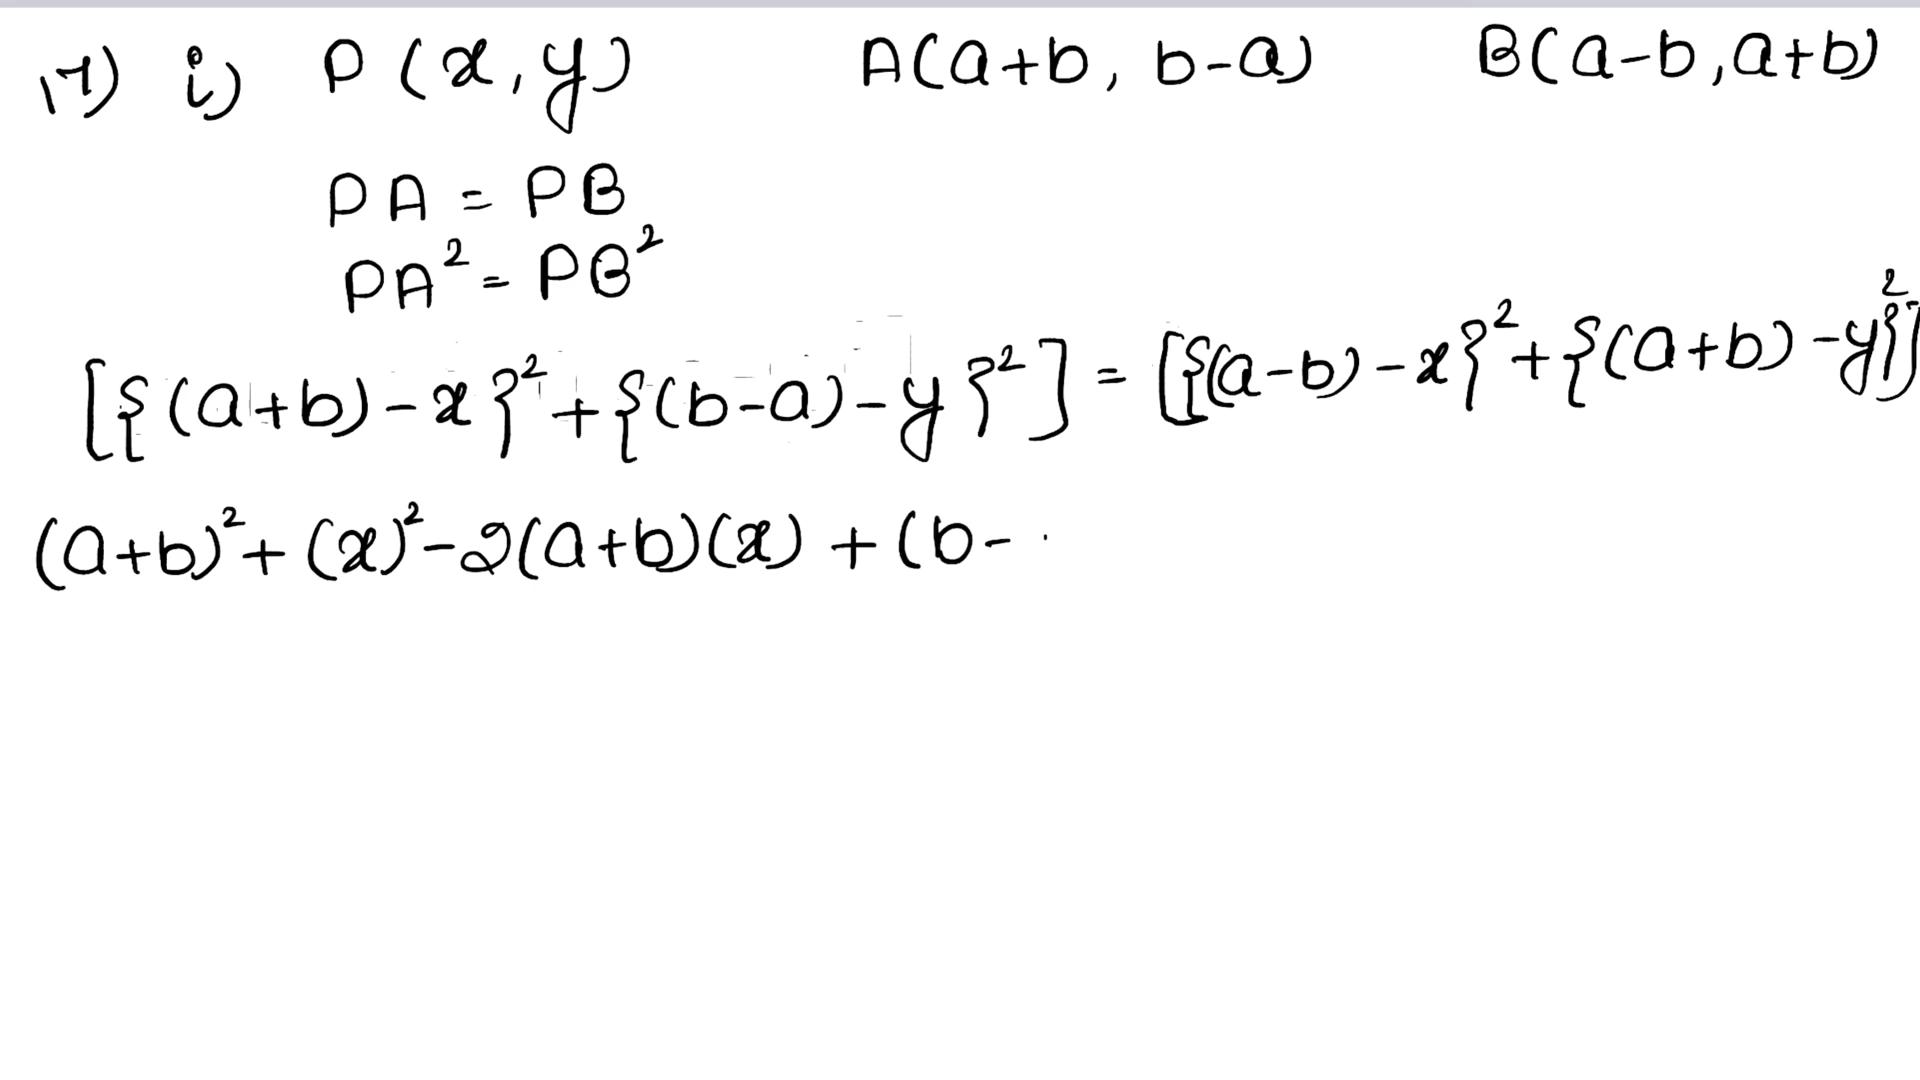 17) i) P(x, y) A(a+b, b-a) B(a-b, a+b)
PA = PB
PA² = PB²
[{(a+b)-x}² + {(b-a)-y}²] = [{(a-b)-x}² + {(a+b)-y}²]
(a+b)² + (x)² - 2(a+b)(x) + (b-